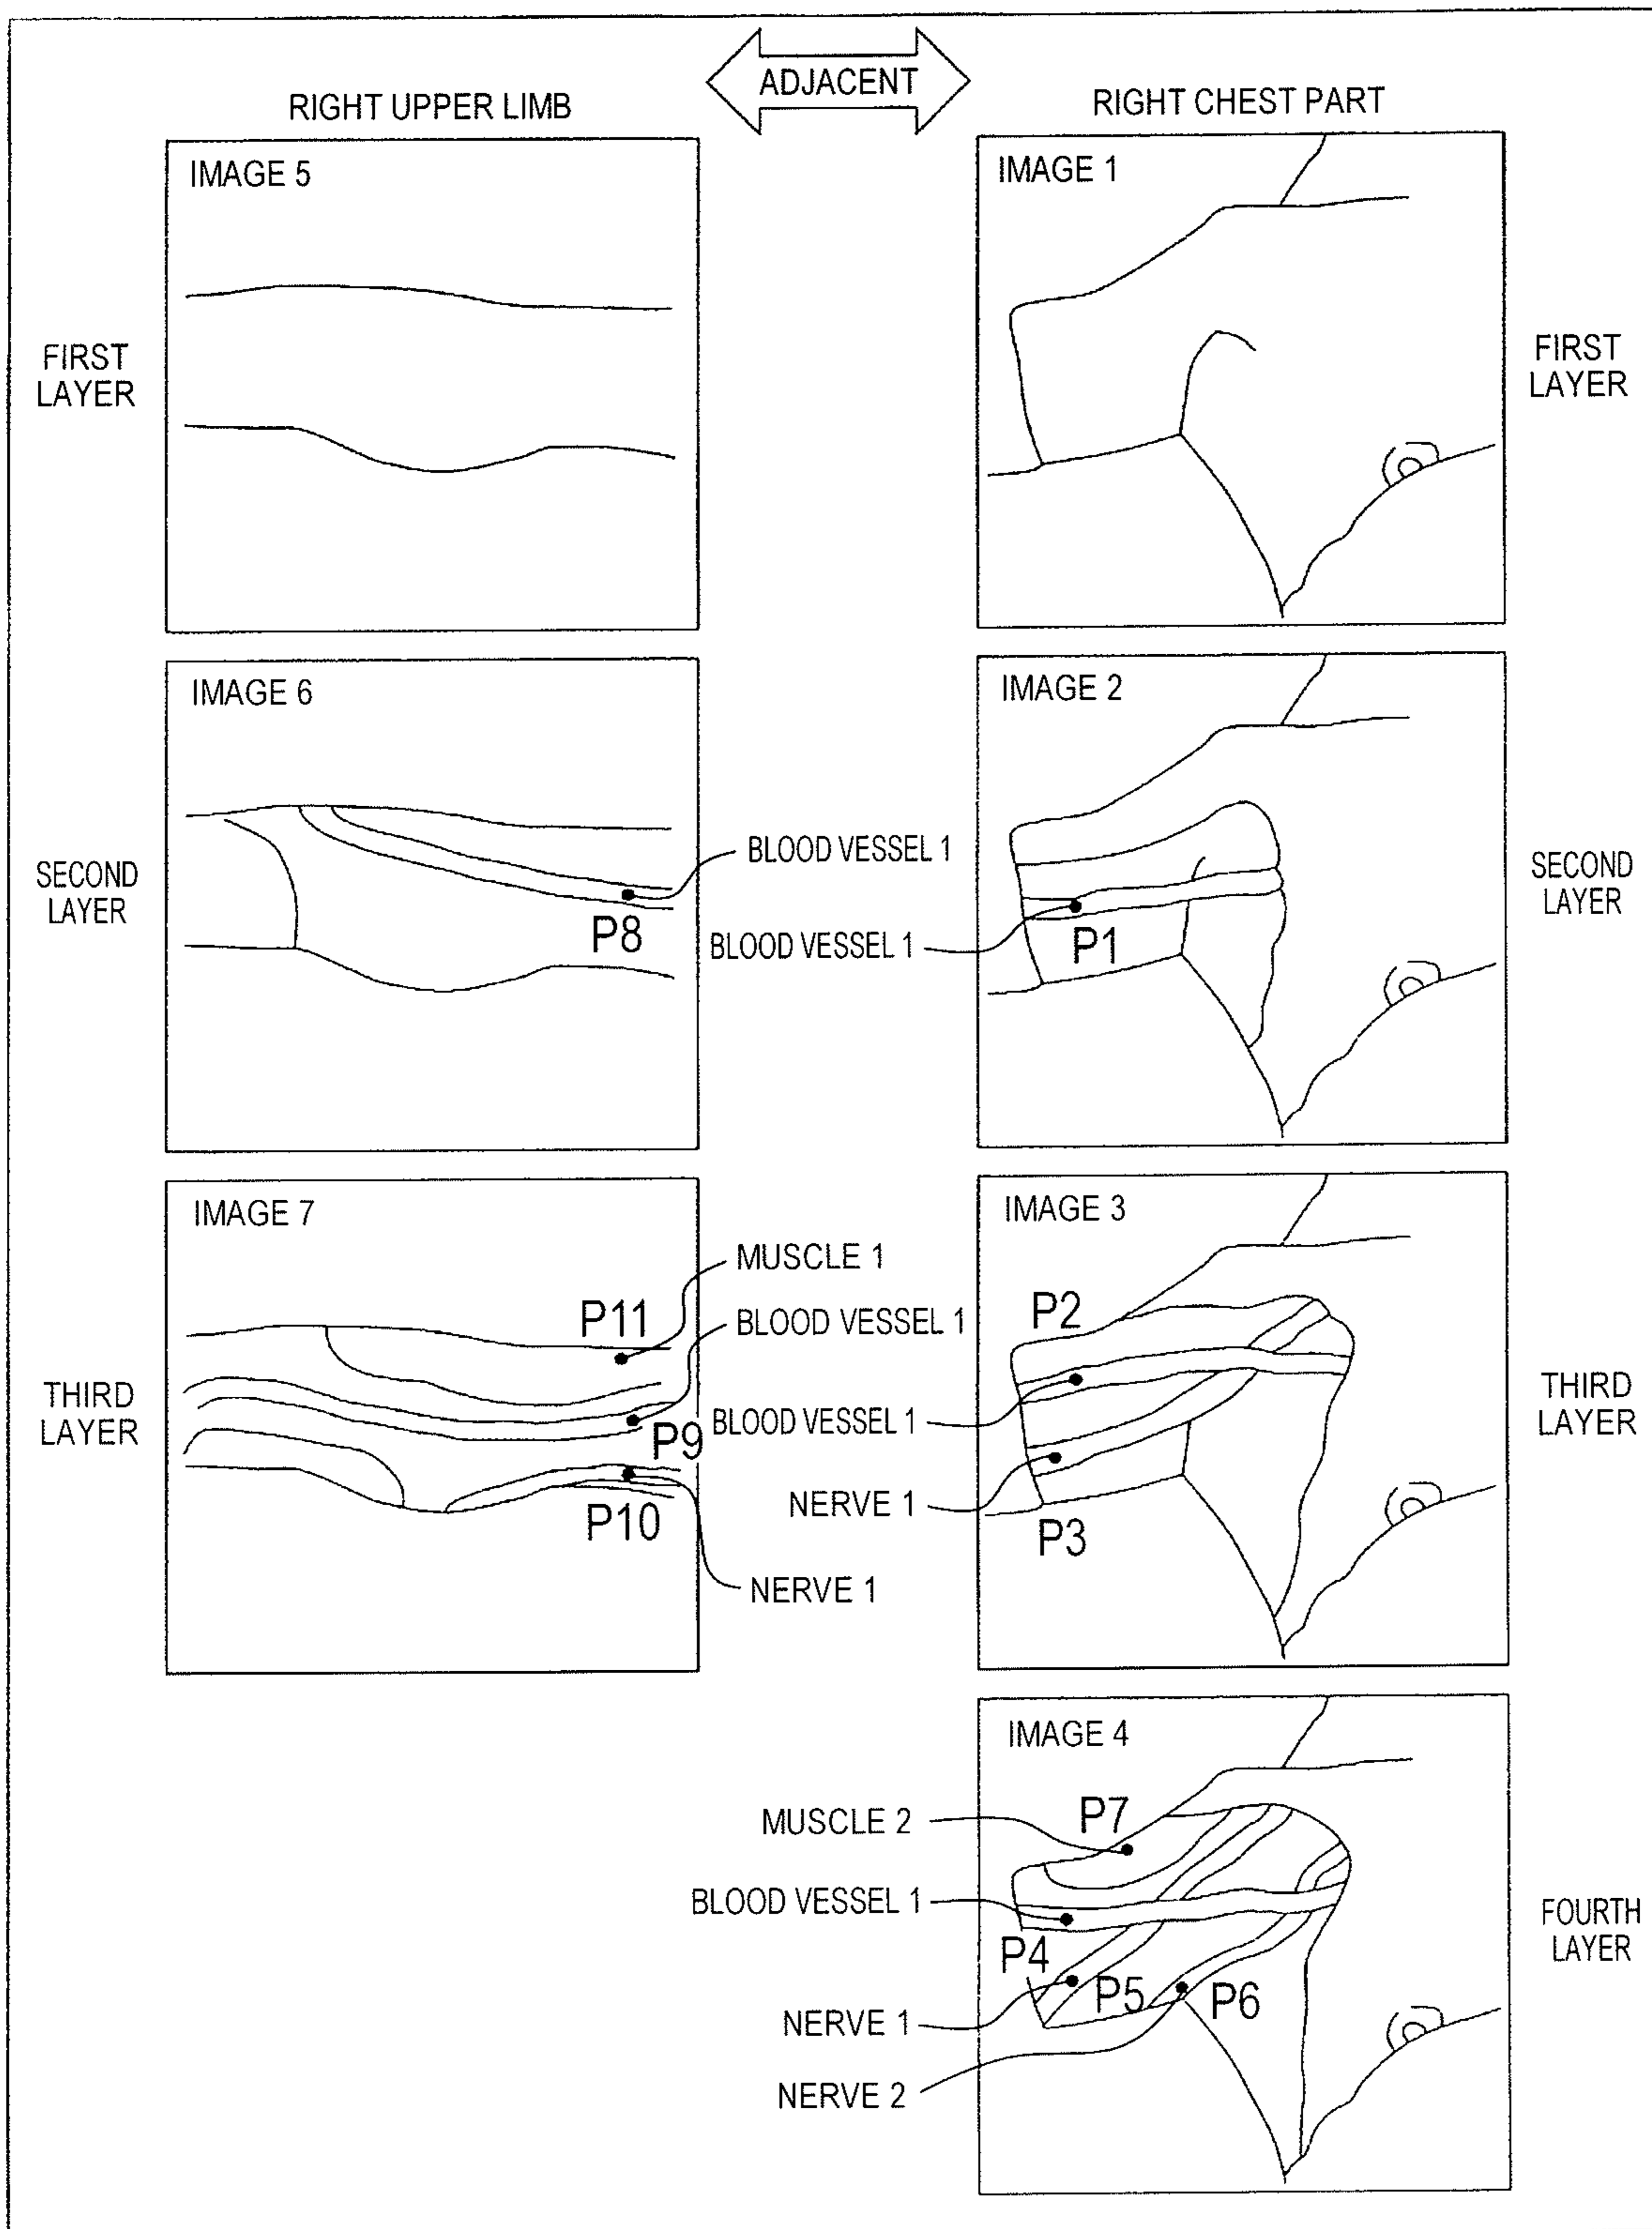 ADJACENT
RIGHT UPPER LIMB
RIGHT CHEST PART
IMAGE 5
IMAGE 1
FIRST
LAYER
FIRST
LAYER
IMAGE 6
IMAGE 2
SECOND
LAYER
BLOOD VESSEL 1
P8
BLOOD VESSEL 1
P1
SECOND
LAYER
IMAGE 7
IMAGE 3
MUSCLE 1
P11
BLOOD VESSEL 1
P2
THIRD
LAYER
P9
BLOOD VESSEL 1
THIRD
LAYER
P10
NERVE 1
P3
NERVE 1
IMAGE 4
MUSCLE 2
P7
BLOOD VESSEL 1
P4
FOURTH
LAYER
P5
P6
NERVE 1
NERVE 2